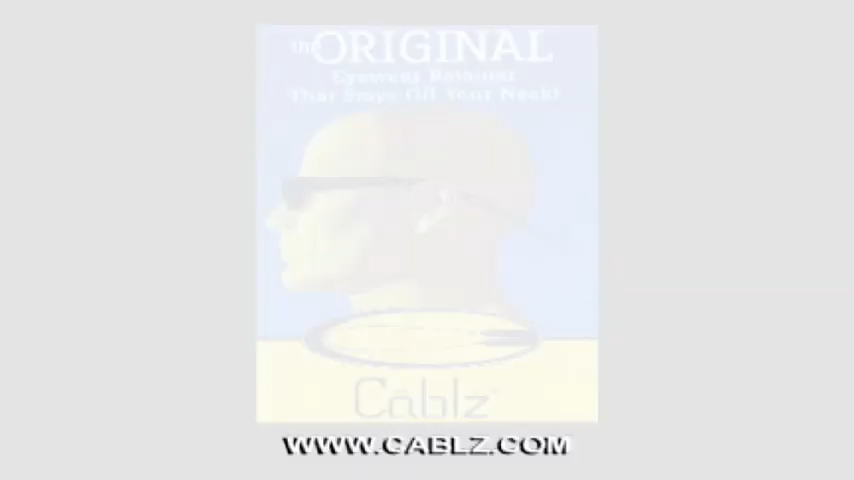 the ORIGINAL
Eyewear Retainer
That Stays Off Your Neck!
Cablz
WWW.CABLZ.COM